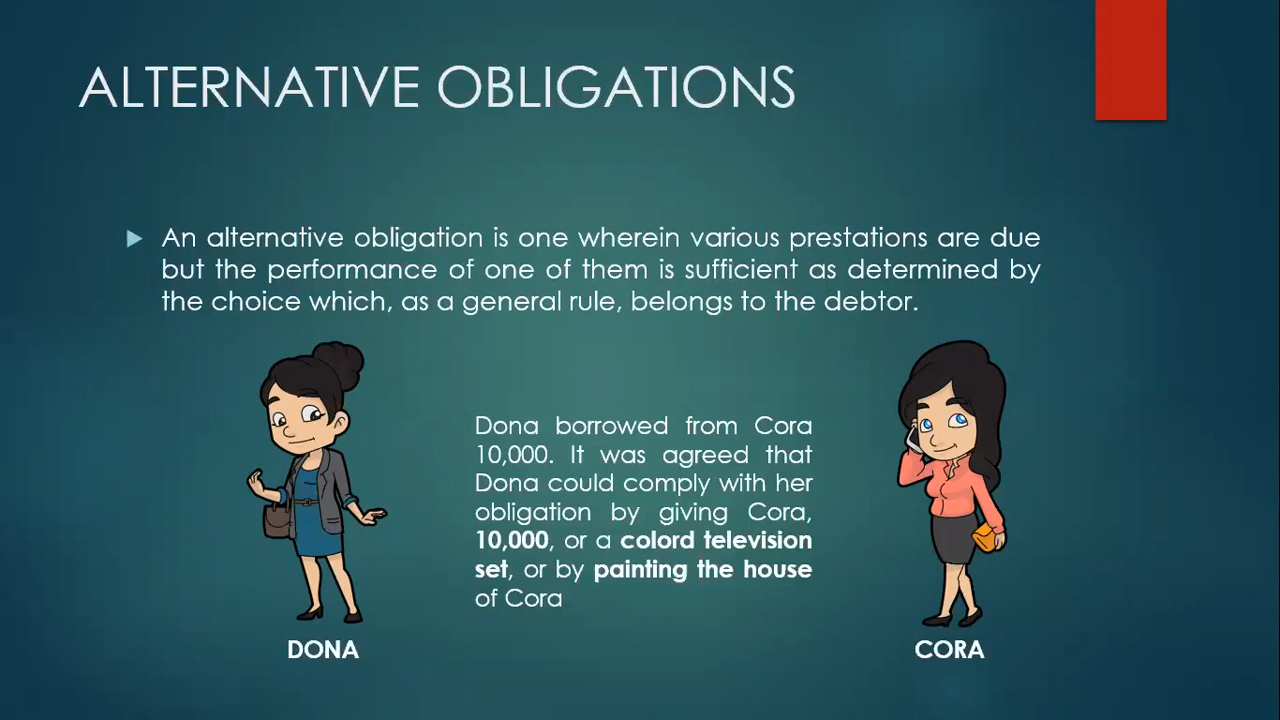 ALTERNATIVE OBLIGATIONS
An alternative obligation is one wherein various prestations are due
but the performance of one of them is sufficient as determined by
the choice which, as a general rule, belongs to the debtor.
Dona borrowed from Cora
10,000. It was agreed that
Dona could comply with her
obligation by giving Cora,
10,000, or a colord television
set, or by painting the house
of Cora
DONA
CORA